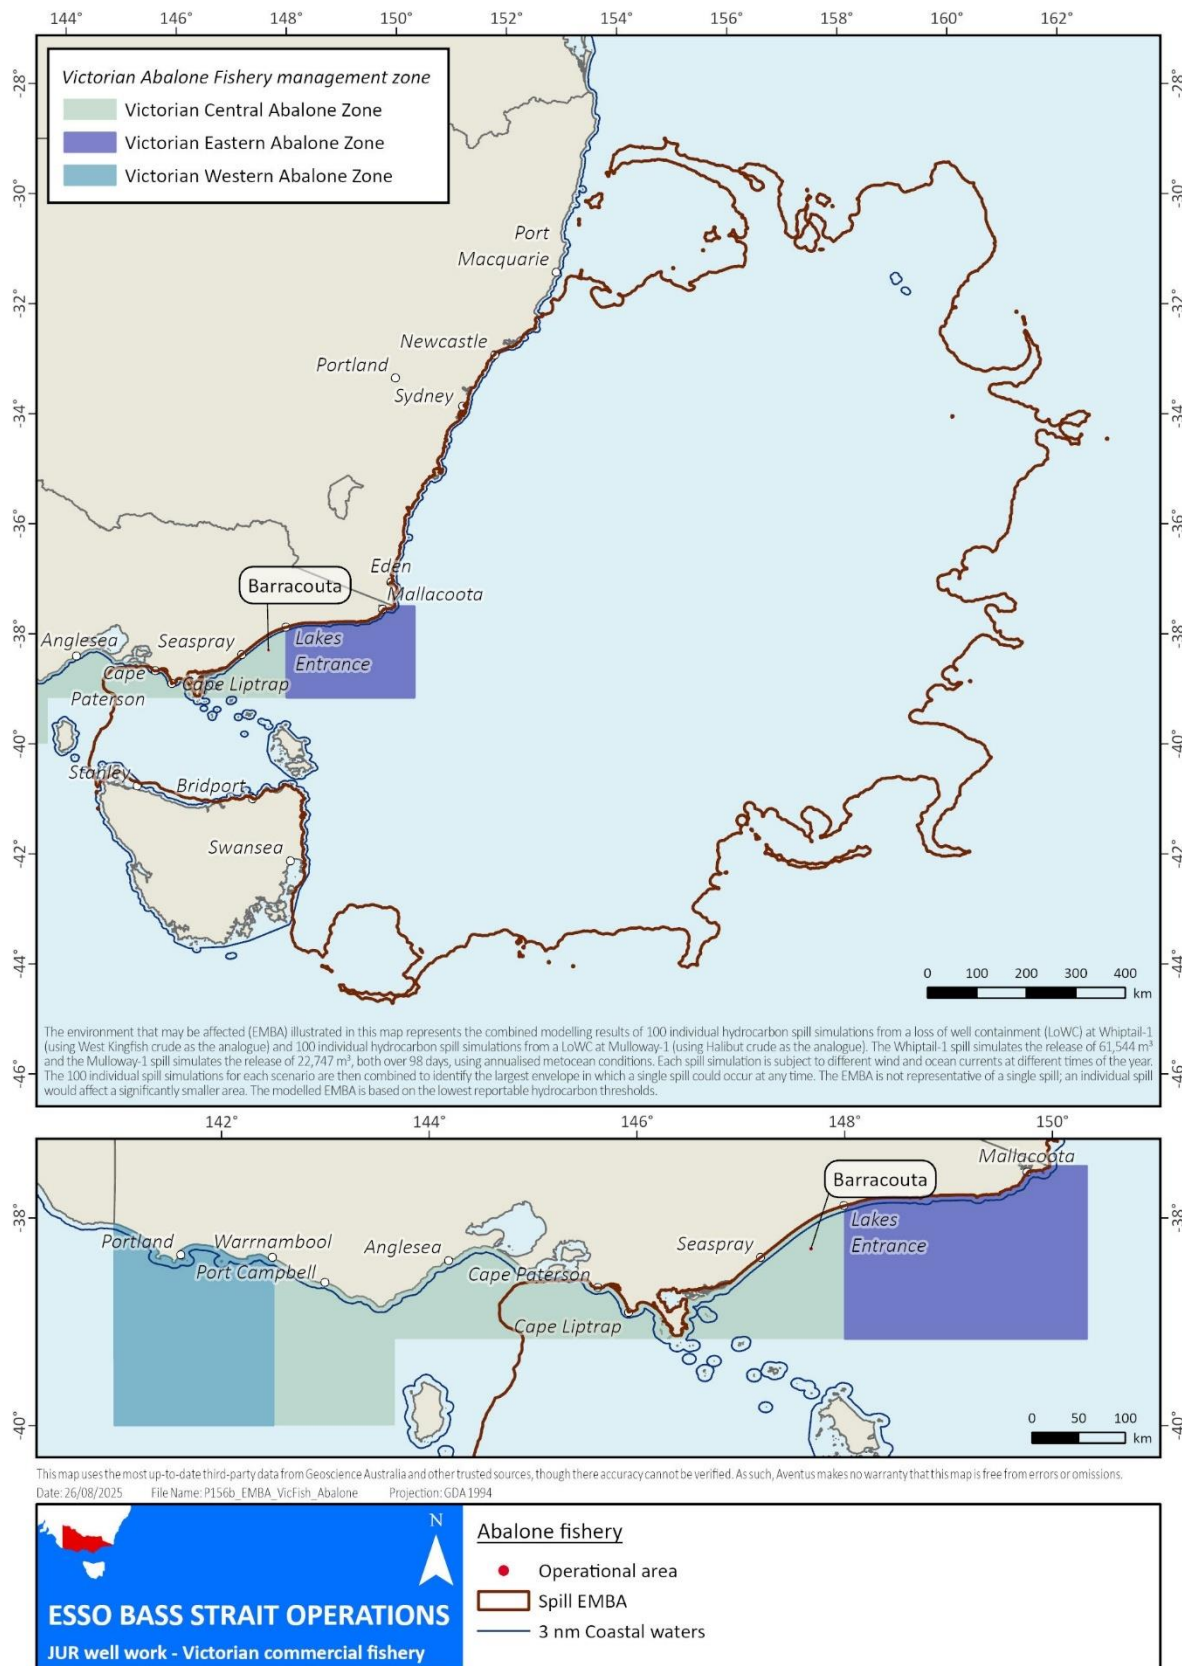 144° 146° 148° 150° 152° 154° 156° 158° 160° 162°
Victorian Abalone Fishery management zone
Victorian Central Abalone Zone
Victorian Eastern Abalone Zone
Victorian Western Abalone Zone
-28° -28°
-30° -30°
Port
Macquarie
-32° -32°
Newcastle
Portland
Sydney
-34° -34°
-36° -36°
Eden
Barracouta
Mallacoota
-38° -38°
Anglesea
Seaspray
Lakes
Entrance
Cape
Paterson
Cape Liptrap
-40° -40°
Stanley
Bridport
Swansea
-42° -42°
-44° -44°
0 100 200 300 400
km
The environment that may be affected (EMBA) illustrated in this map represents the combined modelling results of 100 individual hydrocarbon spill simulations from a loss of well containment (LoWC) at Whiptail-1
(using West Kingfish crude as the analogue) and 100 individual hydrocarbon spill simulations from a LoWC at Mulloway-1 (using Halibut crude as the analogue). The Whiptail-1 spill simulates the release of 61,544 m³
and the Mulloway-1 spill simulates the release of 22,747 m³, both over 98 days, using annualised metocean conditions. Each spill simulation is subject to different wind and ocean currents at different times of the year.
The 100 individual spill simulations for each scenario are then combined to identify the largest envelope in which a single spill could occur at any time. The EMBA is not representative of a single spill; an individual spill
would affect a significantly smaller area. The modelled EMBA is based on the lowest reportable hydrocarbon thresholds.
-46° -46°
142° 144° 146° 148° 150°
Mallacoota
Barracouta
-38° -38°
Portland
Warrnambool
Port Campbell
Anglesea
Cape Paterson
Seaspray
Lakes
Entrance
Cape Liptrap
-40° -40°
0 50 100
km
This map uses the most up-to-date third-party data from Geoscience Australia and other trusted sources, though there accuracy cannot be verified. As such, Aventus makes no warranty that this map is free from errors or omissions.
Date: 26/08/2025 File Name: P156b_EMBA_VicFish_Abalone Projection: GDA 1994
N
ESSO BASS STRAIT OPERATIONS
JUR well work - Victorian commercial fishery
Abalone fishery
Operational area
Spill EMBA
3 nm Coastal waters